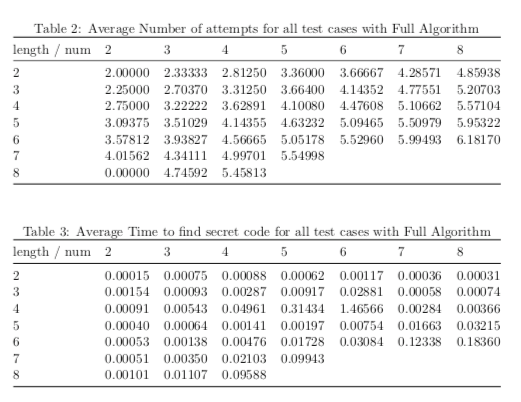 Table 2: Average Number of attempts for all test cases with Full Algorithm
length / num 2 3 4 5 6 7 8
2 2.00000 2.33333 2.81250 3.36000 3.66667 4.28571 4.85938
3 2.25000 2.70370 3.31250 3.66400 4.14352 4.77551 5.20703
4 2.75000 3.22222 3.62891 4.10080 4.47608 5.10662 5.57104
5 3.09375 3.51029 4.14355 4.63232 5.09465 5.50979 5.95322
6 3.57812 3.93827 4.56665 5.05178 5.52960 5.99493 6.18170
7 4.01562 4.34111 4.99701 5.54998
8 0.00000 4.74592 5.45813
Table 3: Average Time to find secret code for all test cases with Full Algorithm
length / num 2 3 4 5 6 7 8
2 0.00015 0.00075 0.00088 0.00062 0.00117 0.00036 0.00031
3 0.00154 0.00093 0.00287 0.00917 0.02881 0.00058 0.00074
4 0.00091 0.00543 0.04961 0.31434 1.46566 0.00284 0.00366
5 0.00040 0.00064 0.00141 0.00197 0.00754 0.01663 0.03215
6 0.00053 0.00138 0.00476 0.01728 0.03084 0.12338 0.18360
7 0.00051 0.00350 0.02103 0.09943
8 0.00101 0.01107 0.09588